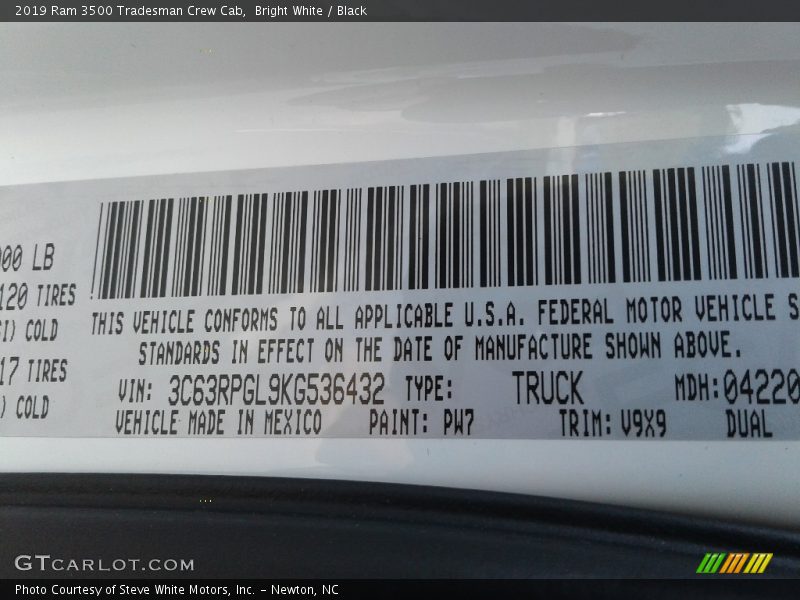 2019 Ram 3500 Tradesman Crew Cab,  Bright White / Black
00 LB
120 TIRES
SI) COLD
17 TIRES
) COLD
THIS VEHICLE CONFORMS TO ALL APPLICABLE U.S.A. FEDERAL MOTOR VEHICLE S
STANDARDS IN EFFECT ON THE DATE OF MANUFACTURE SHOWN ABOVE.
VIN: 3C63RPGL9KG536432 TYPE: TRUCK MDH:04220
VEHICLE MADE IN MEXICO PAINT: PW7 TRIM: V9X9 DUAL
GTCARLOT.COM
Photo Courtesy of Steve White Motors, Inc. – Newton, NC